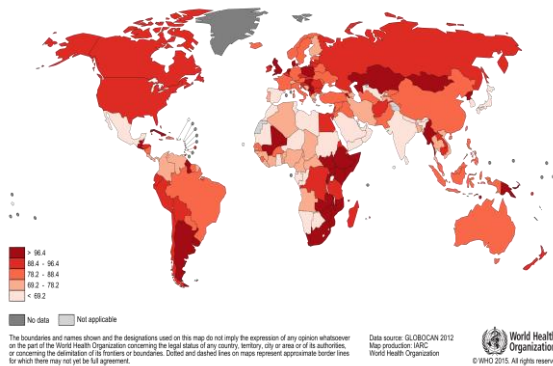 > 96.4
88.4 - 96.4
78.2 - 88.4
69.2 - 78.2
< 69.2
No data
Not applicable
The boundaries and names shown and the designations used on this map do not imply the expression of any opinion whatsoever
on the part of the World Health Organization concerning the legal status of any country, territory, city or area or of its authorities,
or concerning the delimitation of its frontiers or boundaries. Dotted and dashed lines on maps represent approximate border lines
for which there may not yet be full agreement.
Data source: GLOBOCAN 2012
Map production: IARC
World Health Organization
World Health
Organization
© WHO 2015. All rights reserve